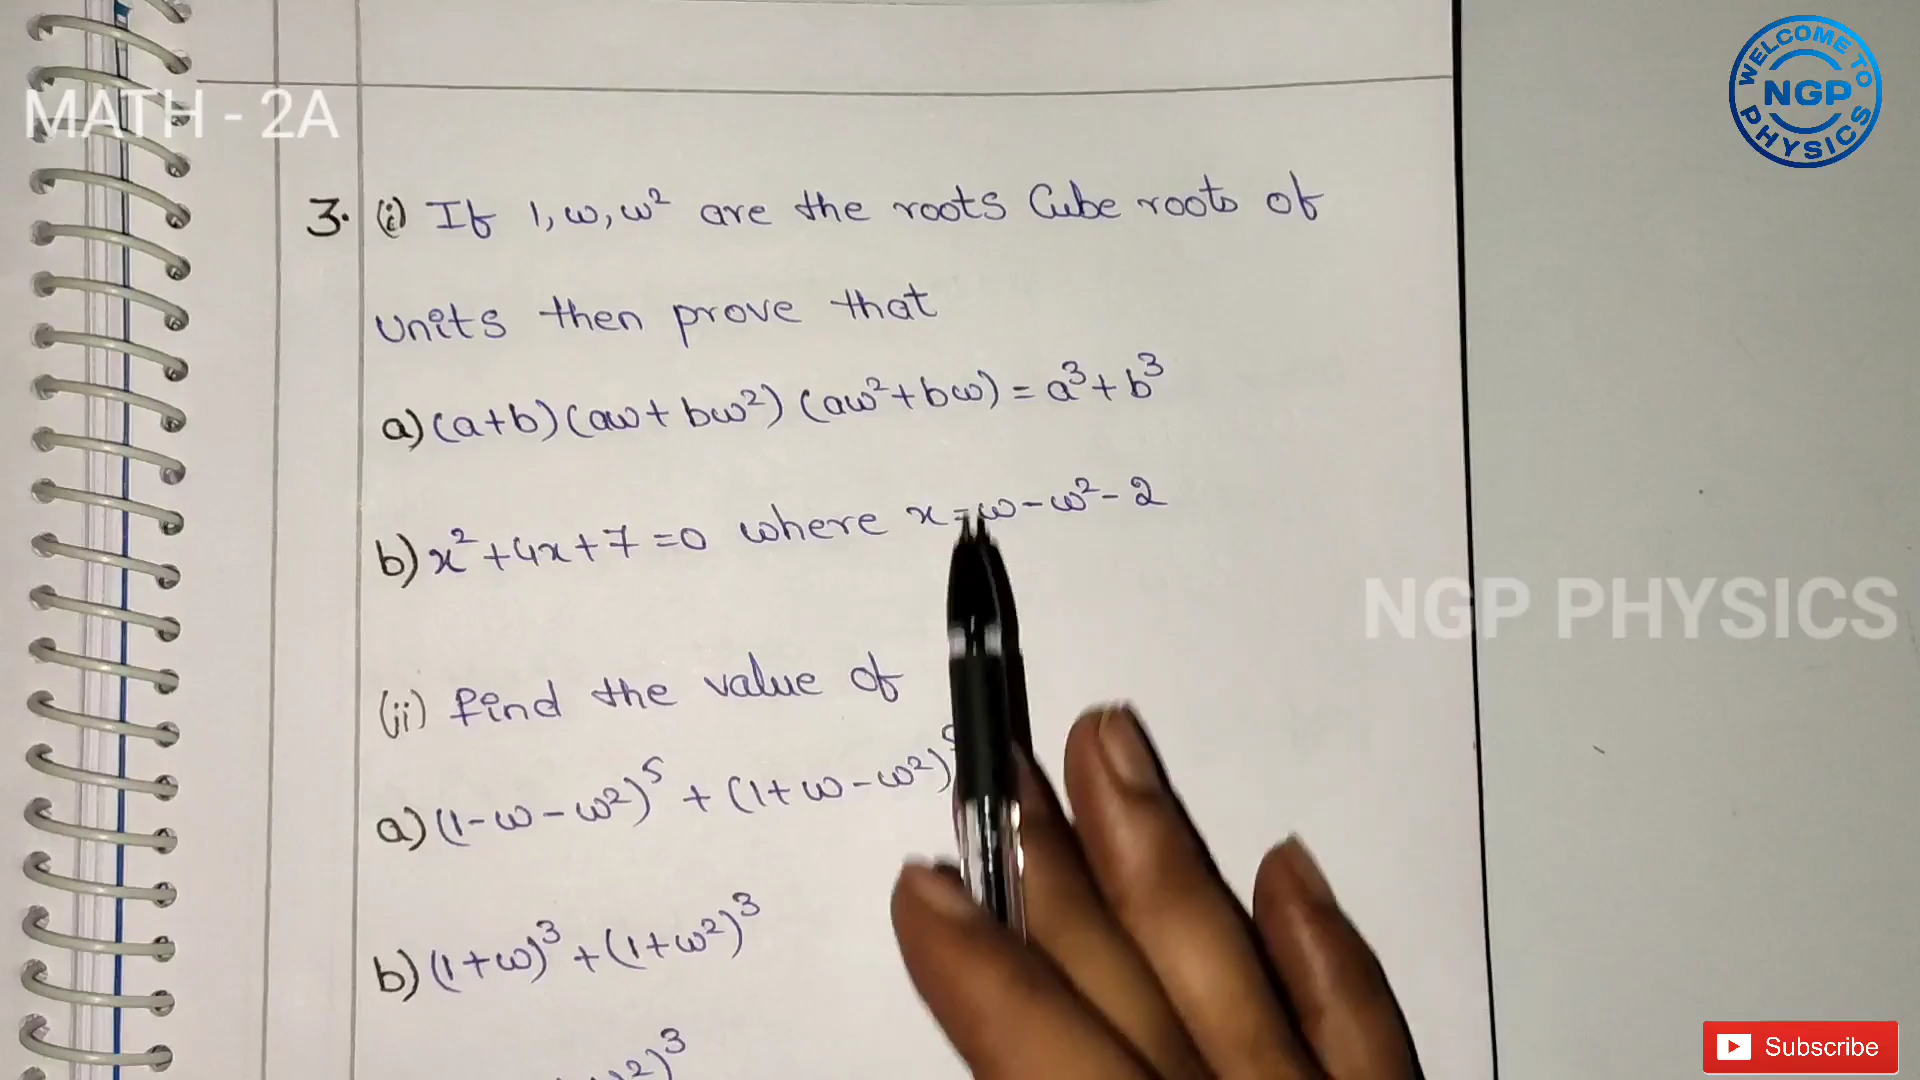 MATH - 2A
WELCOME TO
NGP
PHYSICS
3. (i) If 1, ω, ω² are the roots Cube roots of
units then prove that
a) (a+b) (aω + bω²) (aω² + bω) = a³ + b³
b) x² + 4x + 7 = 0 where x = ω - ω² - 2
NGP PHYSICS
(ii) find the value of
a) (1 - ω - ω²)⁵ + (1 + ω - ω²)
b) (1 + ω)³ + (1 + ω²)³
²)³
Subscribe